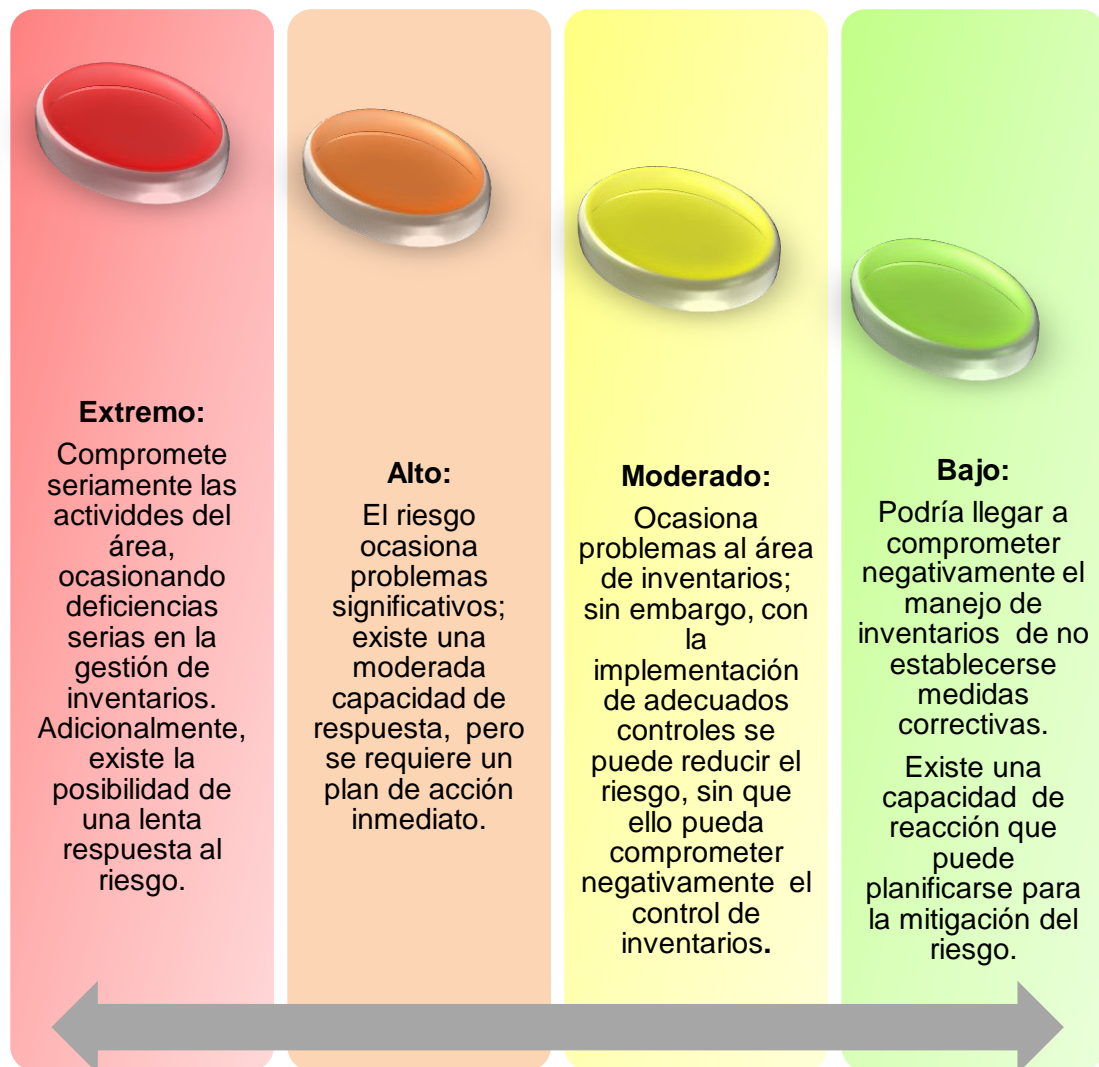 Extremo:
Compromete
seriamente las
actividdes del
área,
ocasionando
deficiencias
serias en la
gestión de
inventarios.
Adicionalmente,
existe la
posibilidad de
una lenta
respuesta al
riesgo.
Alto:
El riesgo
ocasiona
problemas
significativos;
existe una
moderada
capacidad de
respuesta, pero
se requiere un
plan de acción
inmediato.
Moderado:
Ocasiona
problemas al área
de inventarios;
sin embargo, con
la
implementación
de adecuados
controles se
puede reducir el
riesgo, sin que
ello pueda
comprometer
negativamente el
control de
inventarios.
Bajo:
Podría llegar a
comprometer
negativamente el
manejo de
inventarios de no
establecerse
medidas
correctivas.
Existe una
capacidad de
reacción que
puede
planificarse para
la mitigación del
riesgo.